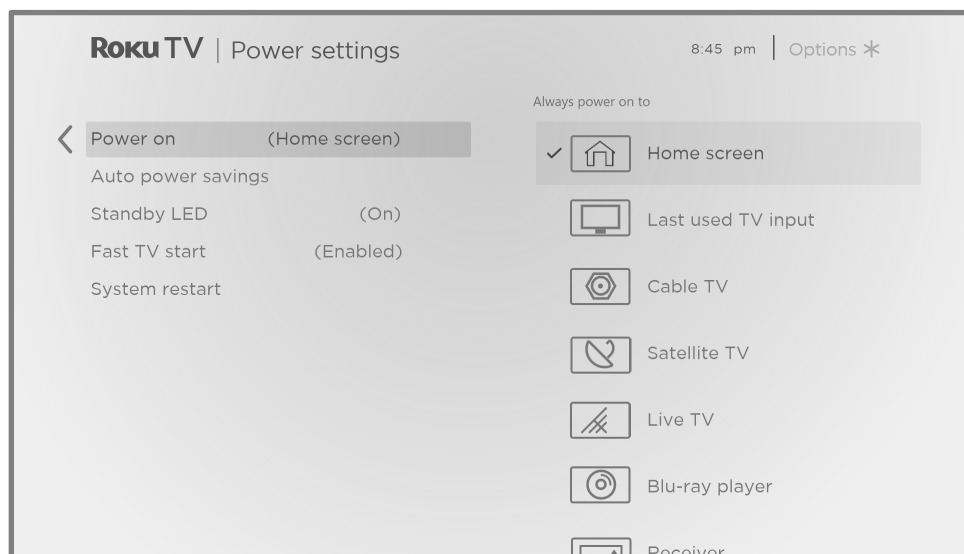 Roku TV | Power settings 8:45 pm | Options
Always power on to
Power on (Home screen)
Auto power savings
Standby LED (On)
Fast TV start (Enabled)
System restart
Home screen
Last used TV input
Cable TV
Satellite TV
Live TV
Blu-ray player
Receiver